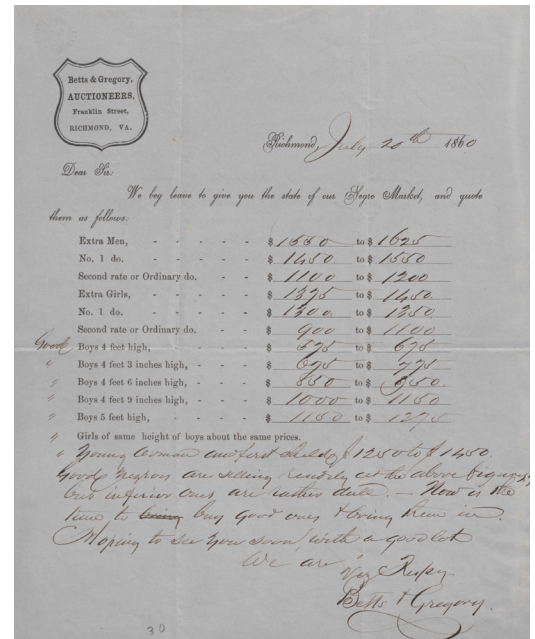 Betts & Gregory,
AUCTIONEERS,
Franklin Street,
RICHMOND, VA.
Richmond, July 20th 1860
Dear Sir:
We beg leave to give you the state of our Negro Market, and quote
them as follows:
Extra Men, - - - - - $ 1550 to $ 1625
No. 1 do. - - - - - $ 1450 to $ 1550
Second rate or Ordinary do. - - $ 1100 to $ 1200
Extra Girls, - - - - - $ 1375 to $ 1450
No. 1 do. - - - - - $ 1300 to $ 1350
Second rate or Ordinary do. - - $ 900 to $ 1100
Good Boys 4 feet high, - - - - $ 575 to $ 675
" Boys 4 feet 3 inches high, - - - $ 675 to $ 775
" Boys 4 feet 6 inches high, - - - $ 850 to $ 950
" Boys 4 feet 9 inches high, - - - $ 1000 to $ 1150
" Boys 5 feet high, - - - - $ 1150 to $ 1275
" Girls of same height of boys about the same prices.
" Young Woman and first child $1250 to $1450.
Good Negroes are selling readily at the above figures,
but inferior ones are rather dull. — Now is the
time to bring buy good ones & bring them in.
Hoping to see you soon with a good lot
We are
Very Respy.
Betts & Gregory.
30